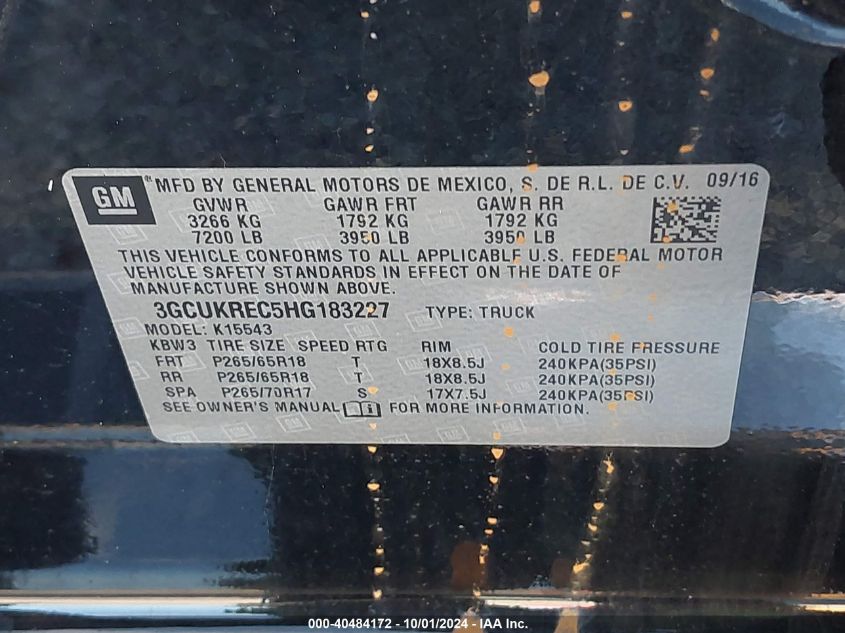 GM
® MFD BY GENERAL MOTORS DE MEXICO, S. DE R.L. DE C.V. 09/16
GVWR GAWR FRT GAWR RR
3266 KG 1792 KG 1792 KG
7200 LB 3950 LB 3950 LB
THIS VEHICLE CONFORMS TO ALL APPLICABLE U.S. FEDERAL MOTOR
VEHICLE SAFETY STANDARDS IN EFFECT ON THE DATE OF
MANUFACTURE SHOWN ABOVE.
3GCUKREC5HG183227 TYPE: TRUCK
MODEL: K15543
KBW3 TIRE SIZE SPEED RTG RIM COLD TIRE PRESSURE
FRT P265/65R18 T 18X8.5J 240KPA(35PSI)
RR P265/65R18 T 18X8.5J 240KPA(35PSI)
SPA P265/70R17 S 17X7.5J 240KPA(35PSI)
SEE OWNER'S MANUAL FOR MORE INFORMATION.
000-40484172 - 10/01/2024 - IAA Inc.